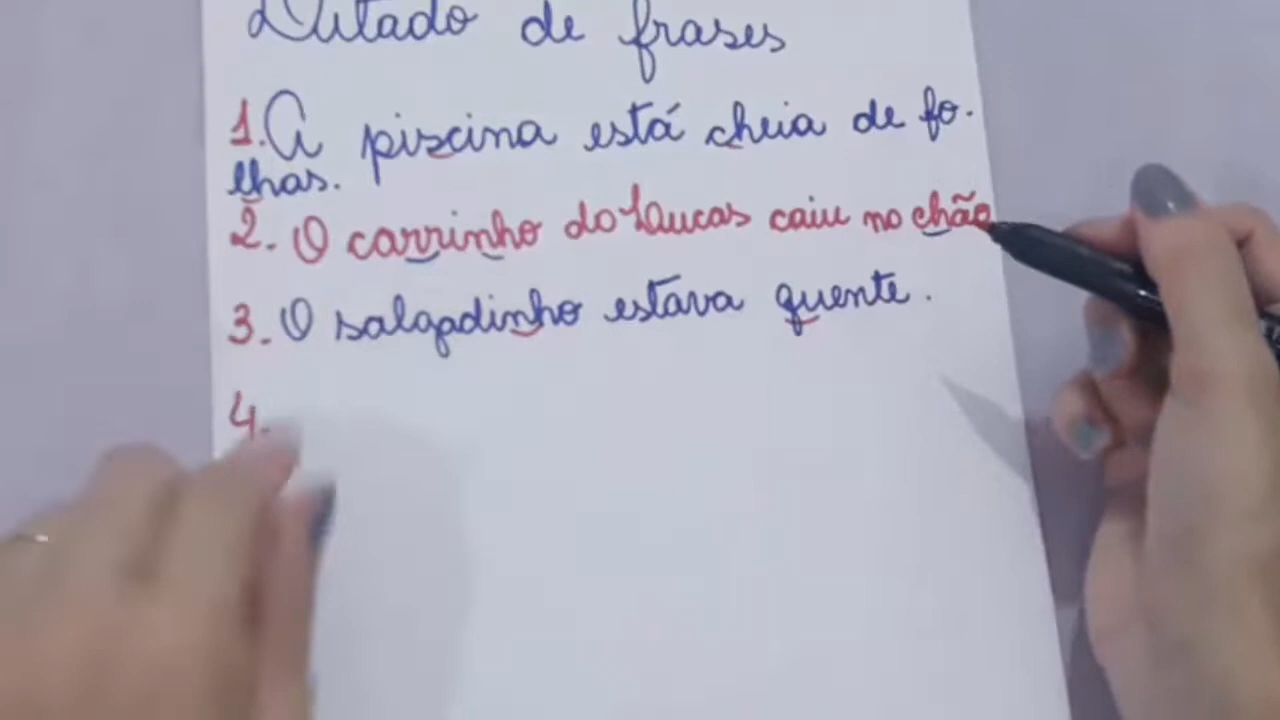 Ditado de frases
1. A piscina está cheia de fo-
lhas.
2. O carrinho do Lucas caiu no chão
3. O salgadinho estava quente.
4.